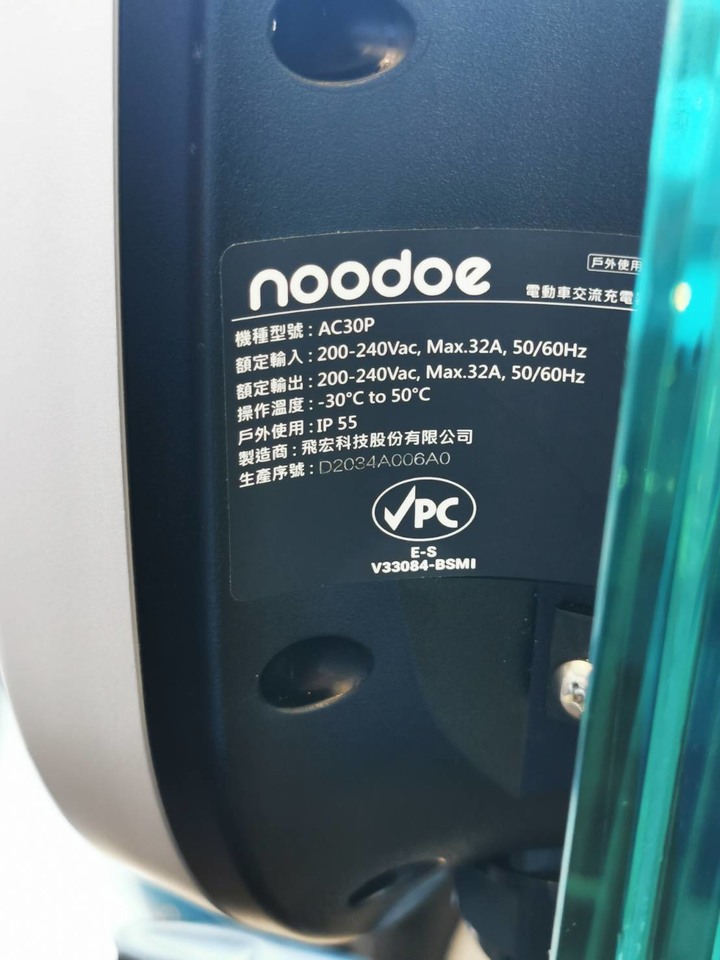 noodoe
戶外使用
電動車交流充電
機種型號：AC30P
額定輸入：200-240Vac, Max.32A, 50/60Hz
額定輸出：200-240Vac, Max.32A, 50/60Hz
操作溫度：-30°C to 50°C
戶外使用：IP 55
製造商：飛宏科技股份有限公司
生產序號：D2034A006A0
VPC
E-S
V33084-BSMI